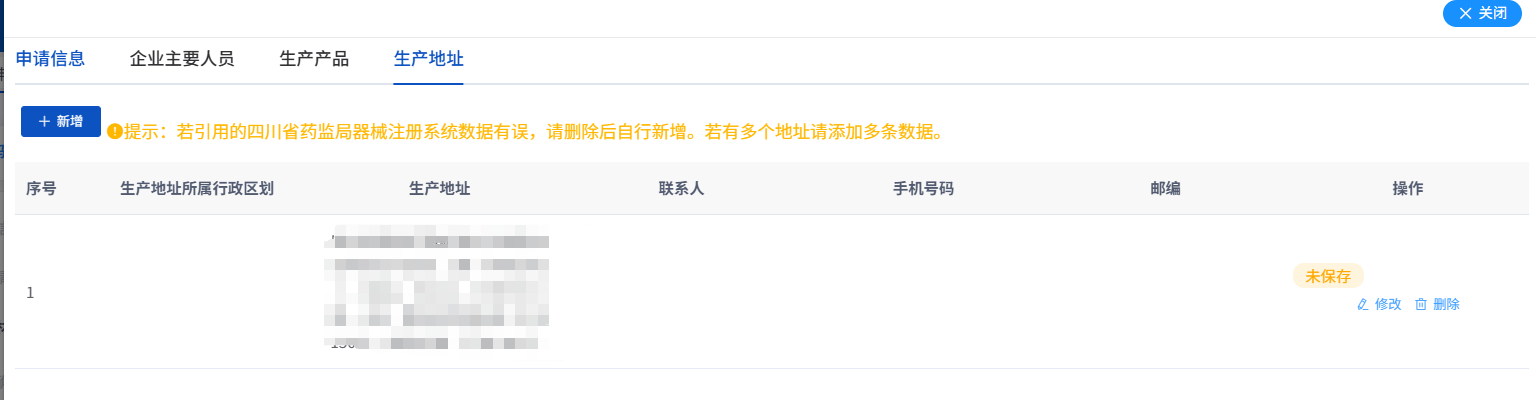 关闭
申请信息 企业主要人员 生产产品 生产地址
新增
提示：若引用的四川省药监局器械注册系统数据有误，请删除后自行新增。若有多个地址请添加多条数据。
序号 生产地址所属行政区划 生产地址 联系人 手机号码 邮编 操作
未保存
1
修改 删除